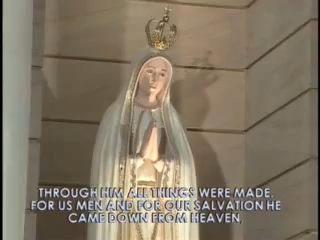 THROUGH HIM ALL THINGS WERE MADE.
FOR US MEN AND FOR OUR SALVATION HE
CAME DOWN FROM HEAVEN,